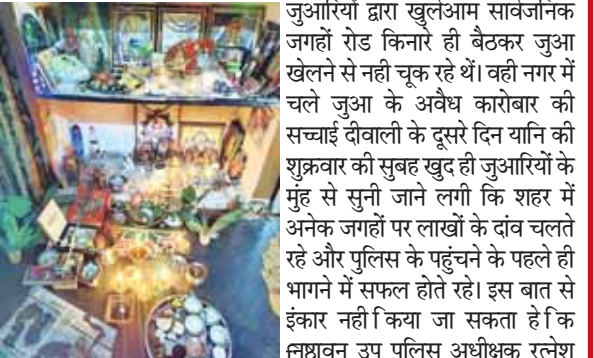 जुआरियों द्वारा खुलेआम सार्वजनिक
जगहों रोड किनारे ही बैठकर जुआ
खेलने से नही चूक रहे थें। वही नगर में
चले जुआ के अवैध कारोबार की
सच्चाई दीवाली के दूसरे दिन यानि की
शुक्रवार की सुबह खुद ही जुआरियों के
मुंह से सुनी जाने लगी कि शहर में
अनेक जगहों पर लाखों के दांव चलते
रहे और पुलिस के पहुंचने के पहले ही
भागने में सफल होते रहे। इस बात से
इंकार नही किया जा सकता हे कि
उप पुलिस अधीक्षक रत्नेश